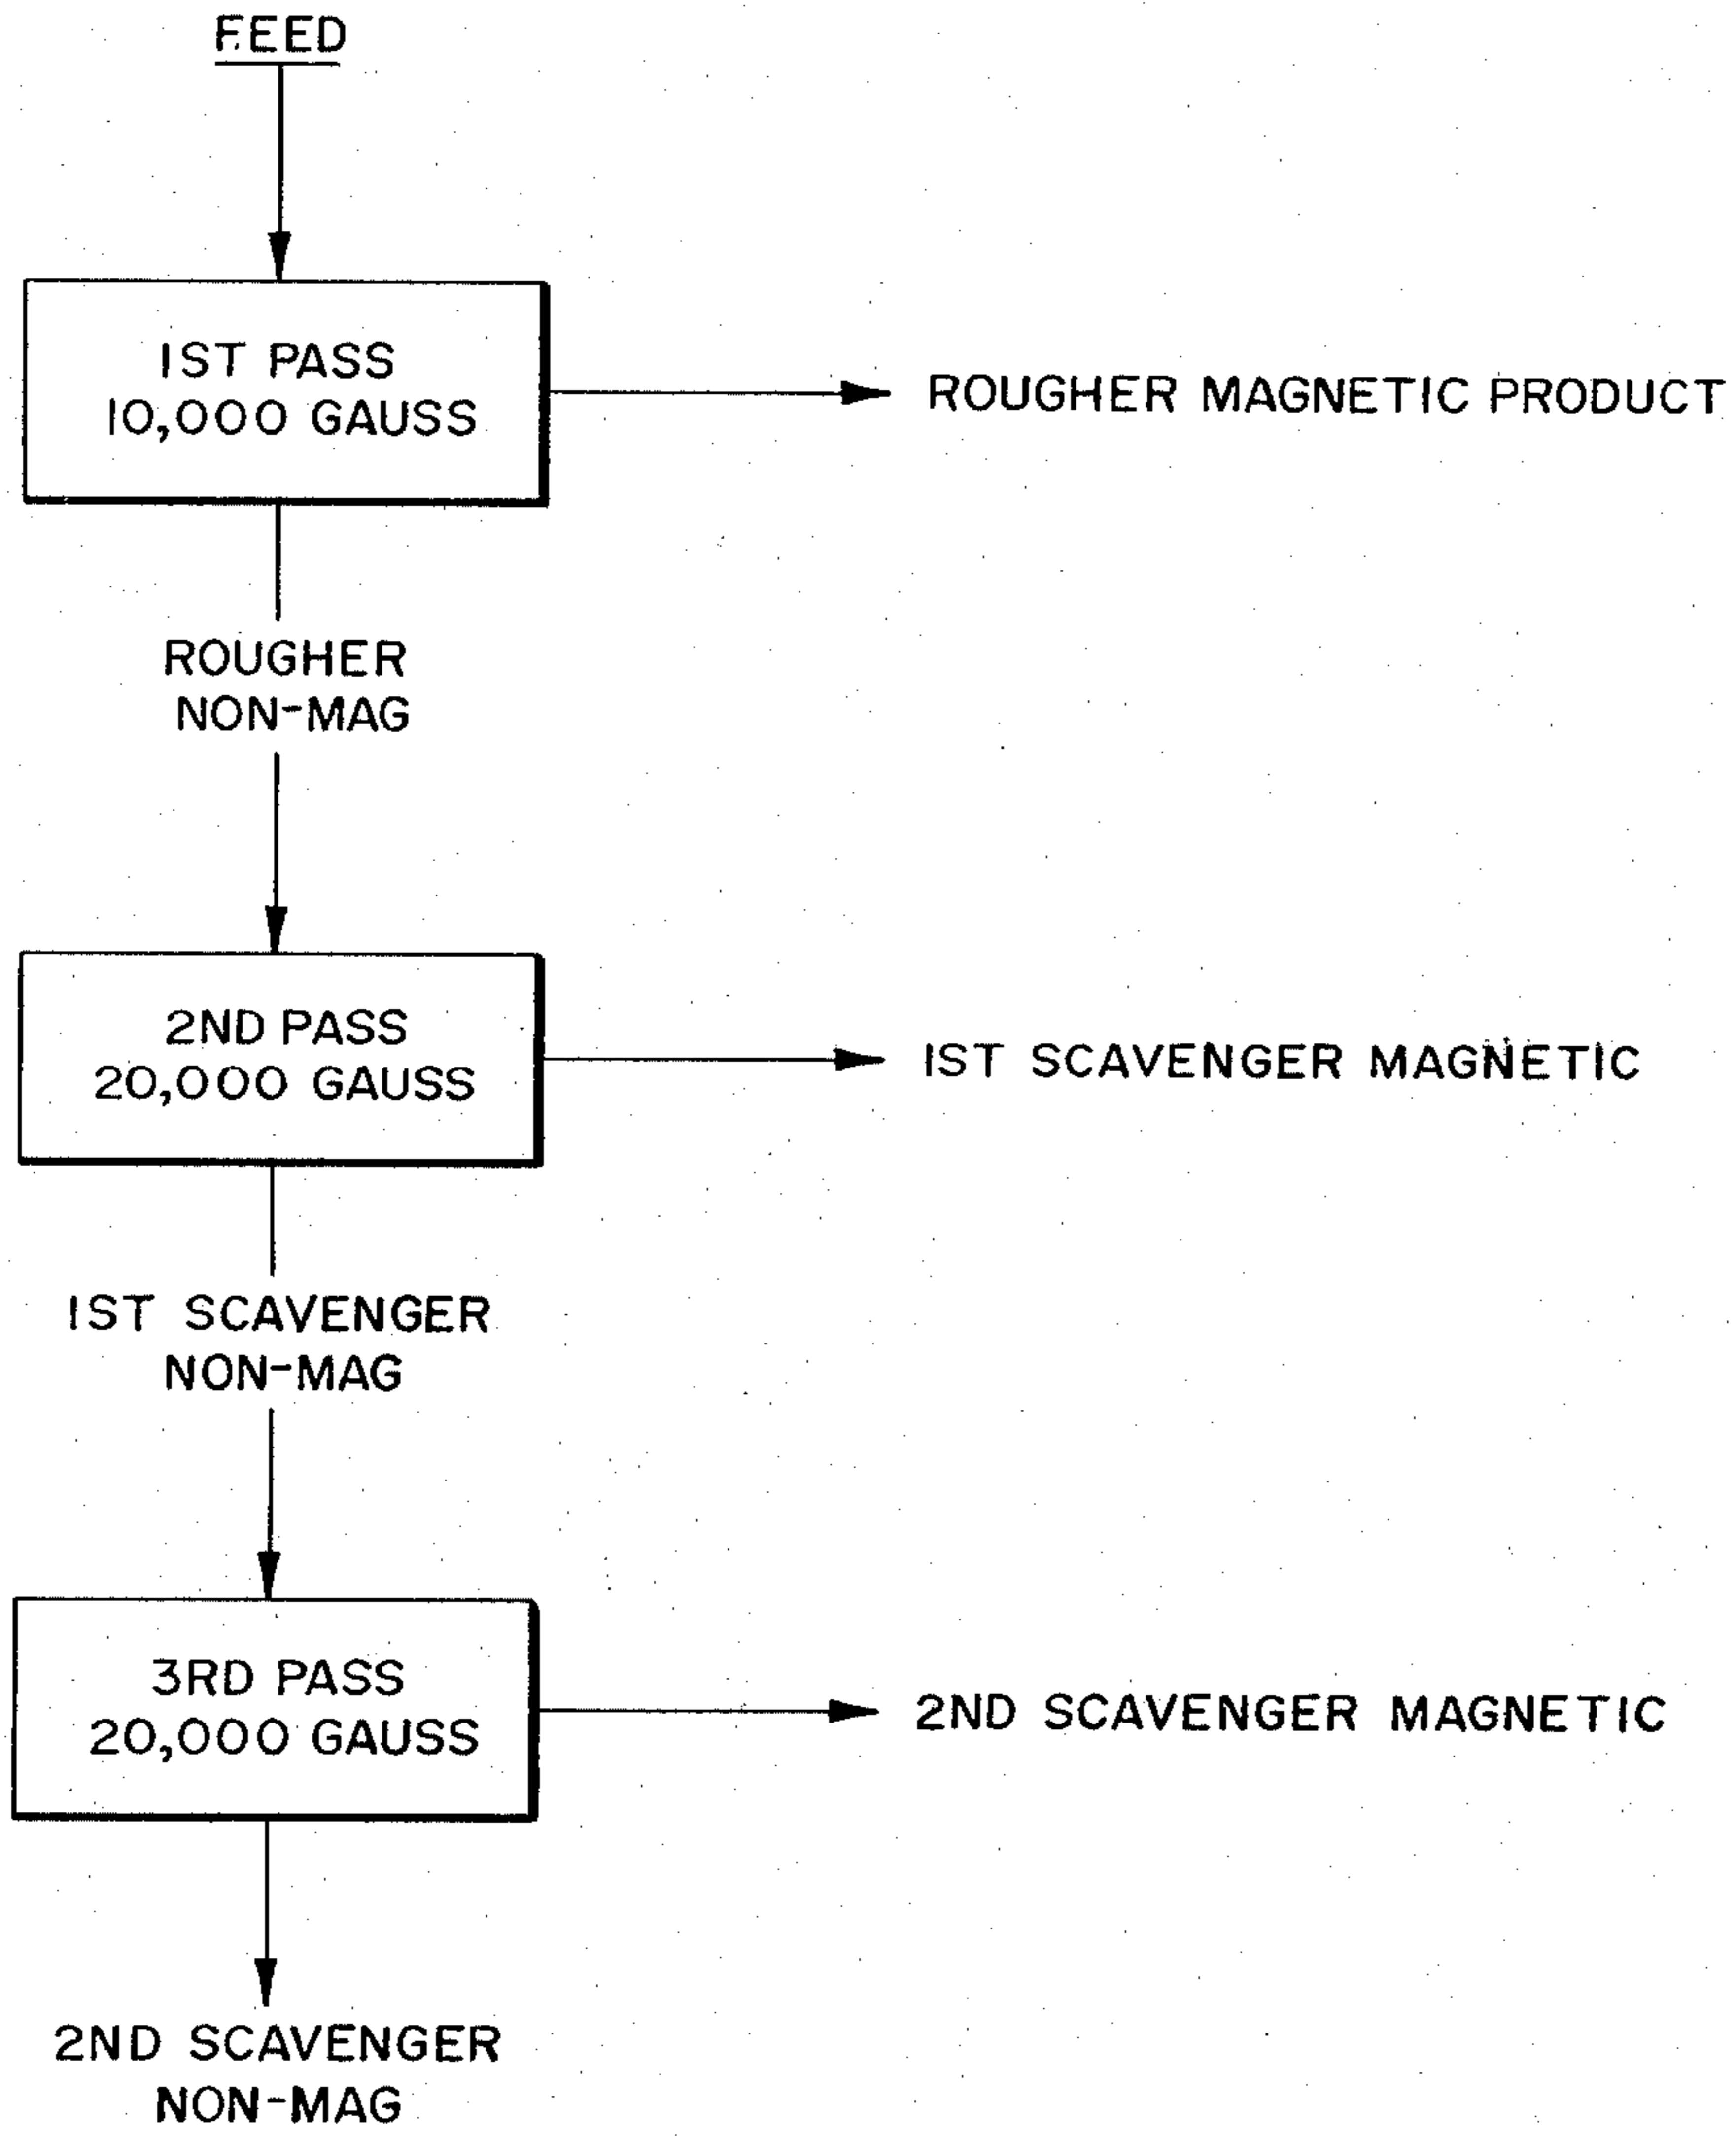 FEED
1ST PASS
10,000 GAUSS
ROUGHER MAGNETIC PRODUCT
ROUGHER
NON-MAG
2ND PASS
20,000 GAUSS
1ST SCAVENGER MAGNETIC
1ST SCAVENGER
NON-MAG
3RD PASS
20,000 GAUSS
2ND SCAVENGER MAGNETIC
2ND SCAVENGER
NON-MAG